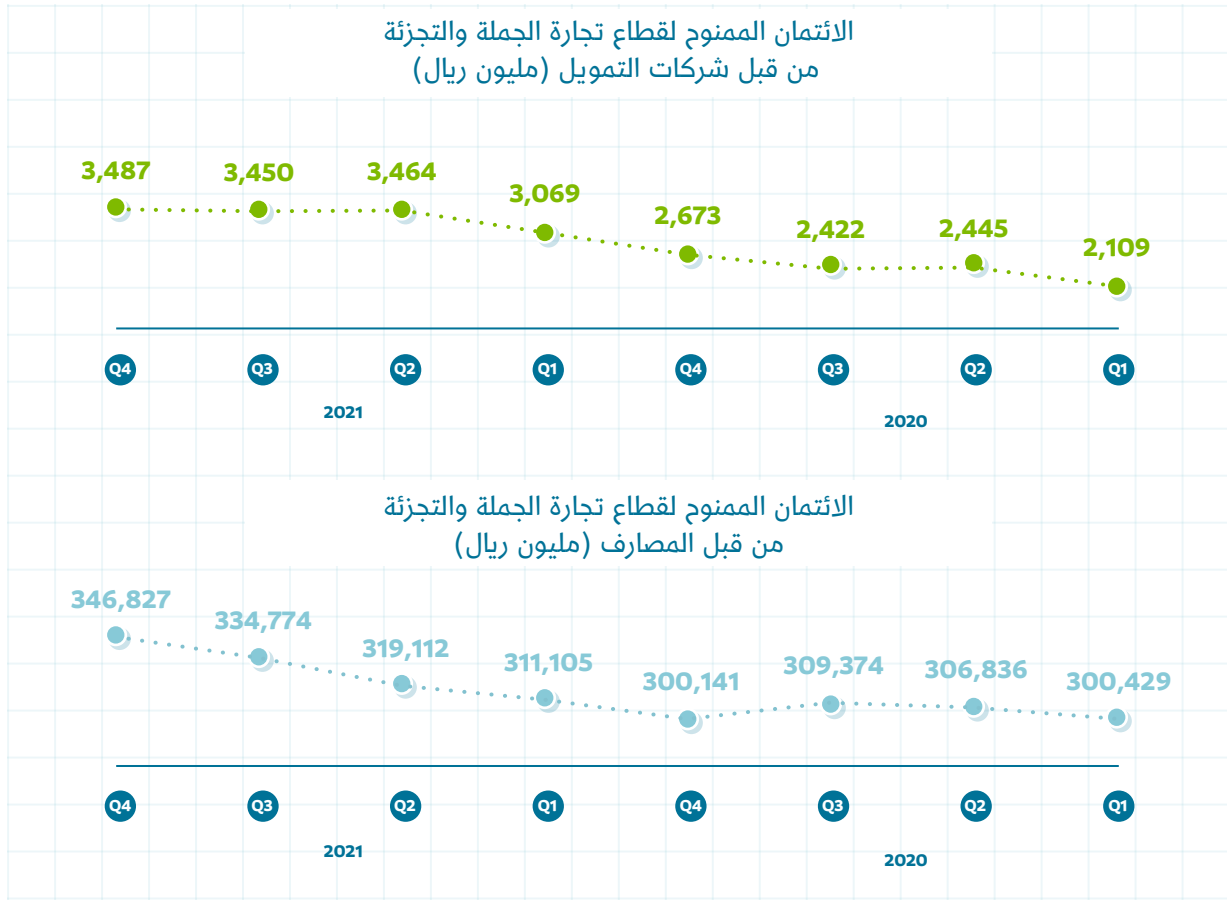 الائتمان الممنوح لقطاع تجارة الجملة والتجزئة
من قبل شركات التمويل (مليون ريال)
3,487 3,450 3,464 3,069 2,673 2,422 2,445 2,109
Q4 Q3 Q2 Q1 Q4 Q3 Q2 Q1
2021 2020
الائتمان الممنوح لقطاع تجارة الجملة والتجزئة
من قبل المصارف (مليون ريال)
346,827 334,774 319,112 311,105 300,141 309,374 306,836 300,429
Q4 Q3 Q2 Q1 Q4 Q3 Q2 Q1
2021 2020